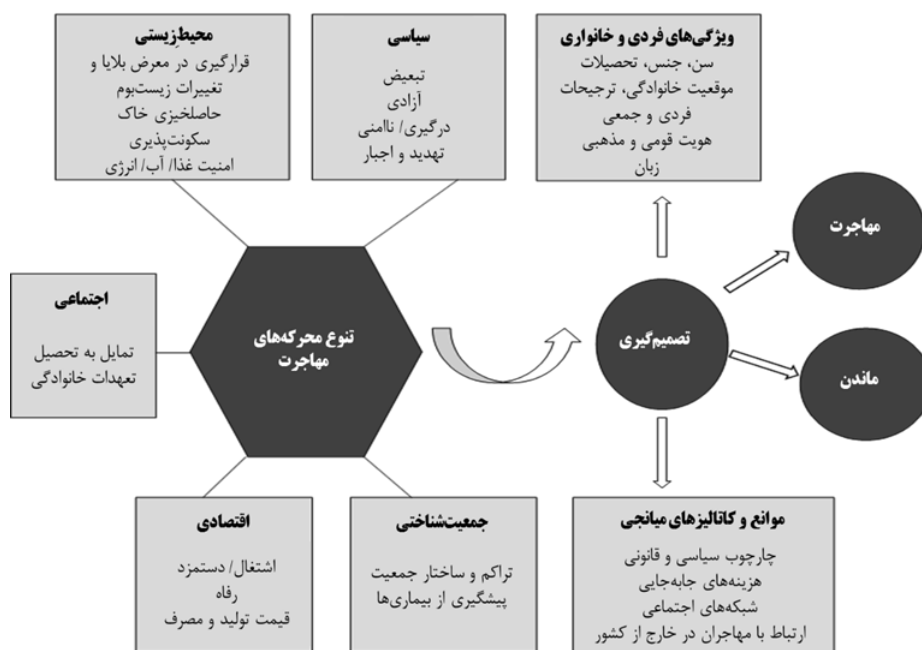 محیط‌زیستی
قرارگیری در معرض بلایا و
تغییرات زیست‌بوم
حاصلخیزی خاک
سکونت‌پذیری
امنیت غذا/ آب/ انرژی
سیاسی
تبعیض
آزادی
درگیری/ ناامنی
تهدید و اجبار
ویژگی‌های فردی و خانواری
سن، جنس، تحصیلات
موقعیت خانوادگی، ترجیحات
فردی و جمعی
هویت قومی و مذهبی
زبان
مهاجرت
اجتماعی
تمایل به تحصیل
تعهدات خانوادگی
تنوع محرکه‌های
مهاجرت
تصمیم‌گیری
ماندن
اقتصادی
اشتغال/ دستمزد
رفاه
قیمت تولید و مصرف
جمعیت‌شناختی
تراکم و ساختار جمعیت
پیشگیری از بیماری‌ها
موانع و کاتالیزهای میانجی
چارچوب سیاسی و قانونی
هزینه‌های جابه‌جایی
شبکه‌های اجتماعی
ارتباط با مهاجران در خارج از کشور